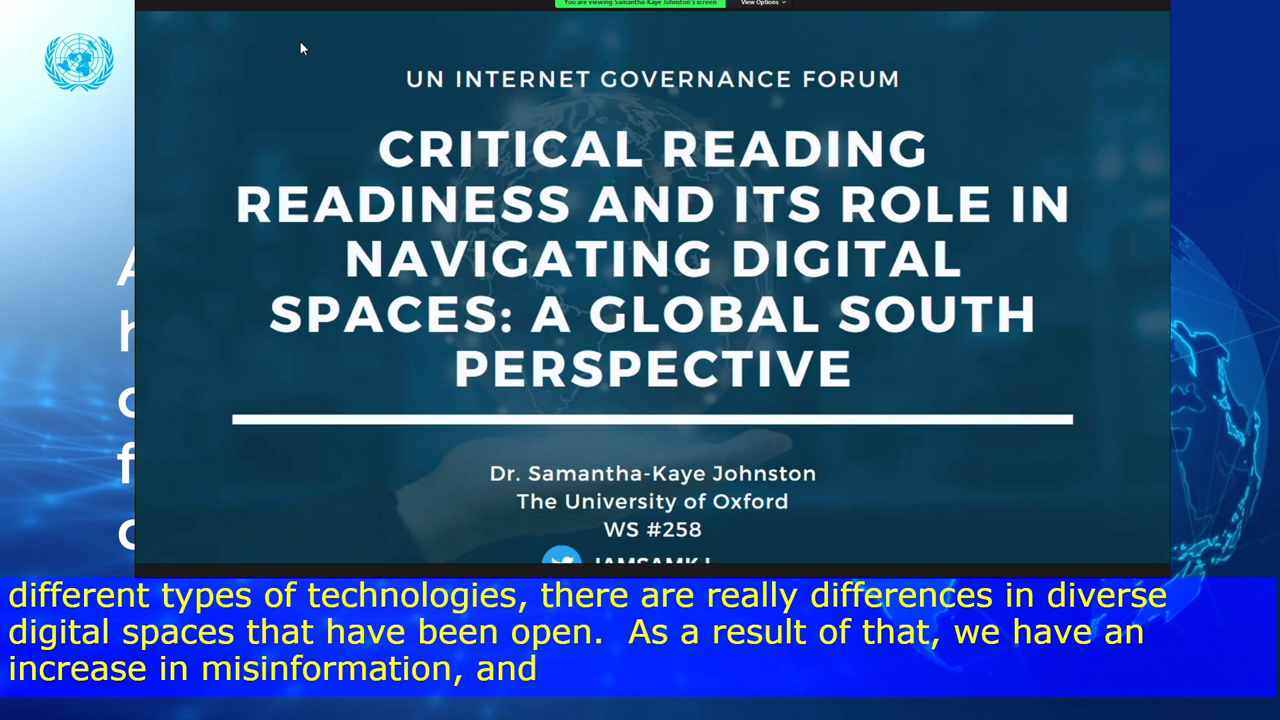 You are viewing Samantha-Kaye Johnston's screen
View Options
UN INTERNET GOVERNANCE FORUM
CRITICAL READING
READINESS AND ITS ROLE IN
NAVIGATING DIGITAL
SPACES: A GLOBAL SOUTH
PERSPECTIVE
Dr. Samantha-Kaye Johnston
The University of Oxford
WS #258
different types of technologies, there are really differences in diverse
digital spaces that have been open.  As a result of that, we have an
increase in misinformation, and